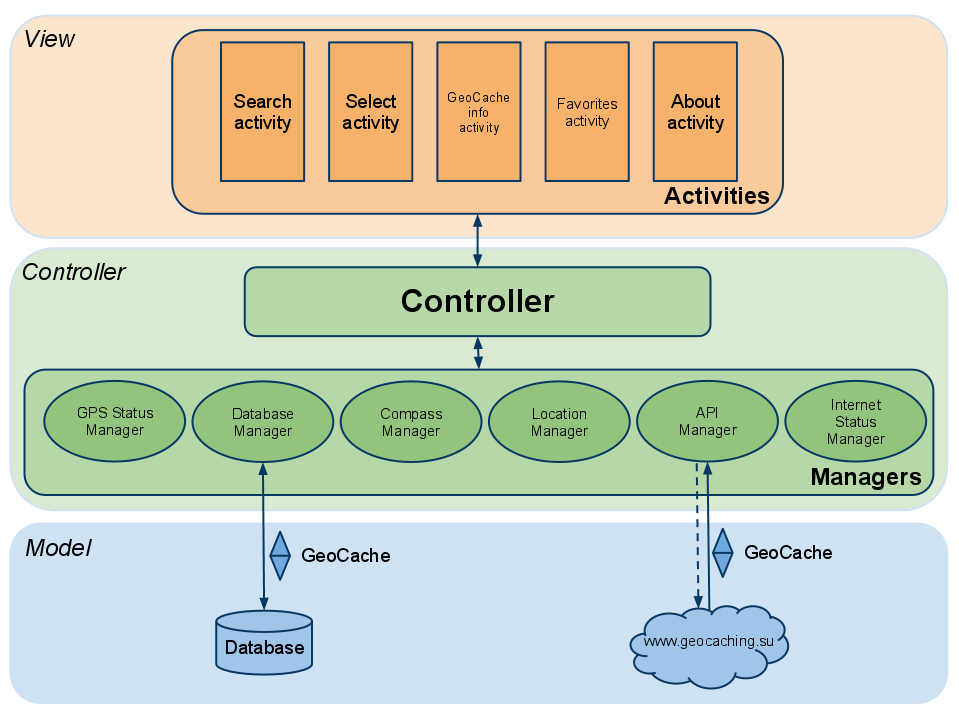 View
Search
activity
Select
activity
GeoCache
info
activity
Favorites
activity
About
activity
Activities
Controller
Controller
GPS Status
Manager
Database
Manager
Compass
Manager
Location
Manager
API
Manager
Internet
Status
Manager
Managers
Model
GeoCache
GeoCache
Database
www.geocaching.su